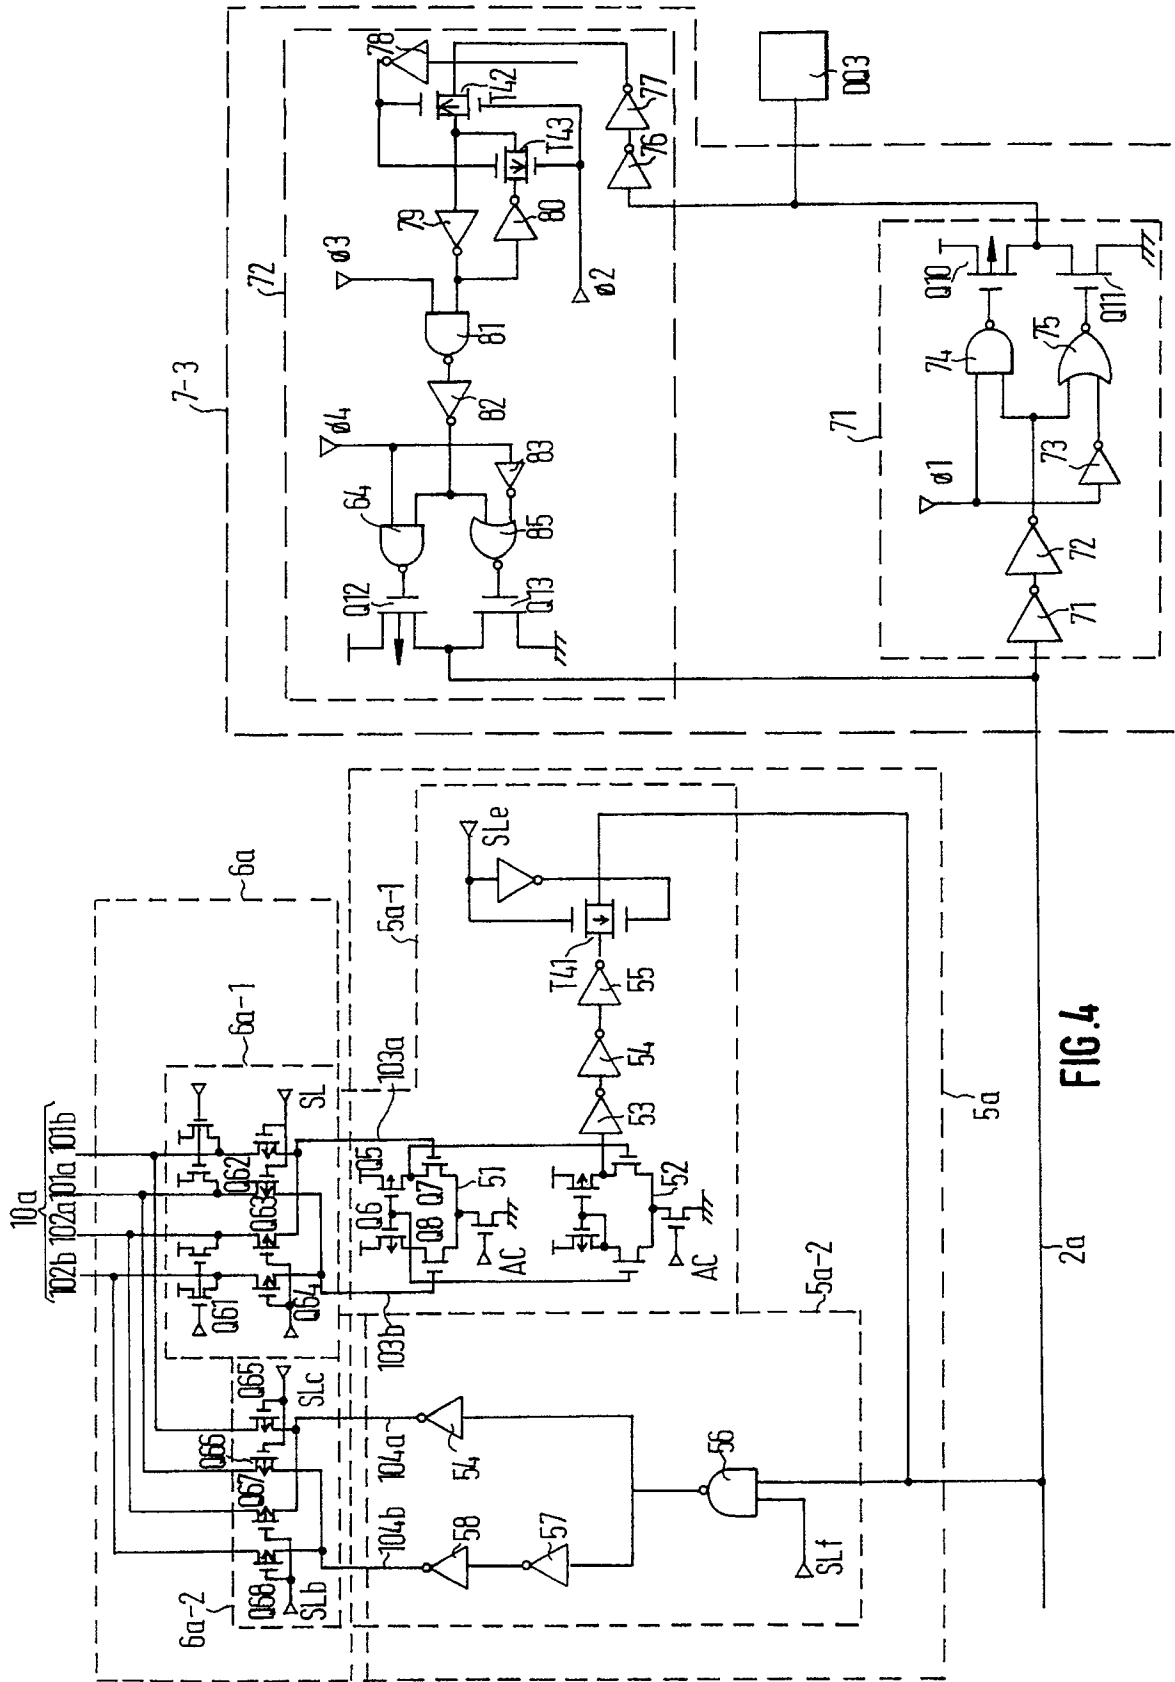 10a
102b
102a
101a
101b
6a
6a-1
6a-2
Q61
Q62
Q63
Q64
SL
Q65
Q66
Q67
Q68
SLc
SLb
103a
103b
104a
104b
5a-1
5a-2
5a
Q5
Q6
Q7
Q8
51
AC
52
AC
53
54
55
T41
SLe
54
58
57
56
SLf
2a
7-3
72
Q12
Q13
64
85
83
ø4
82
81
ø3
79
80
T43
T42
78
ø2
76
77
DQ3
71
71
72
73
ø1
74
75
Q10
Q11
FIG.4